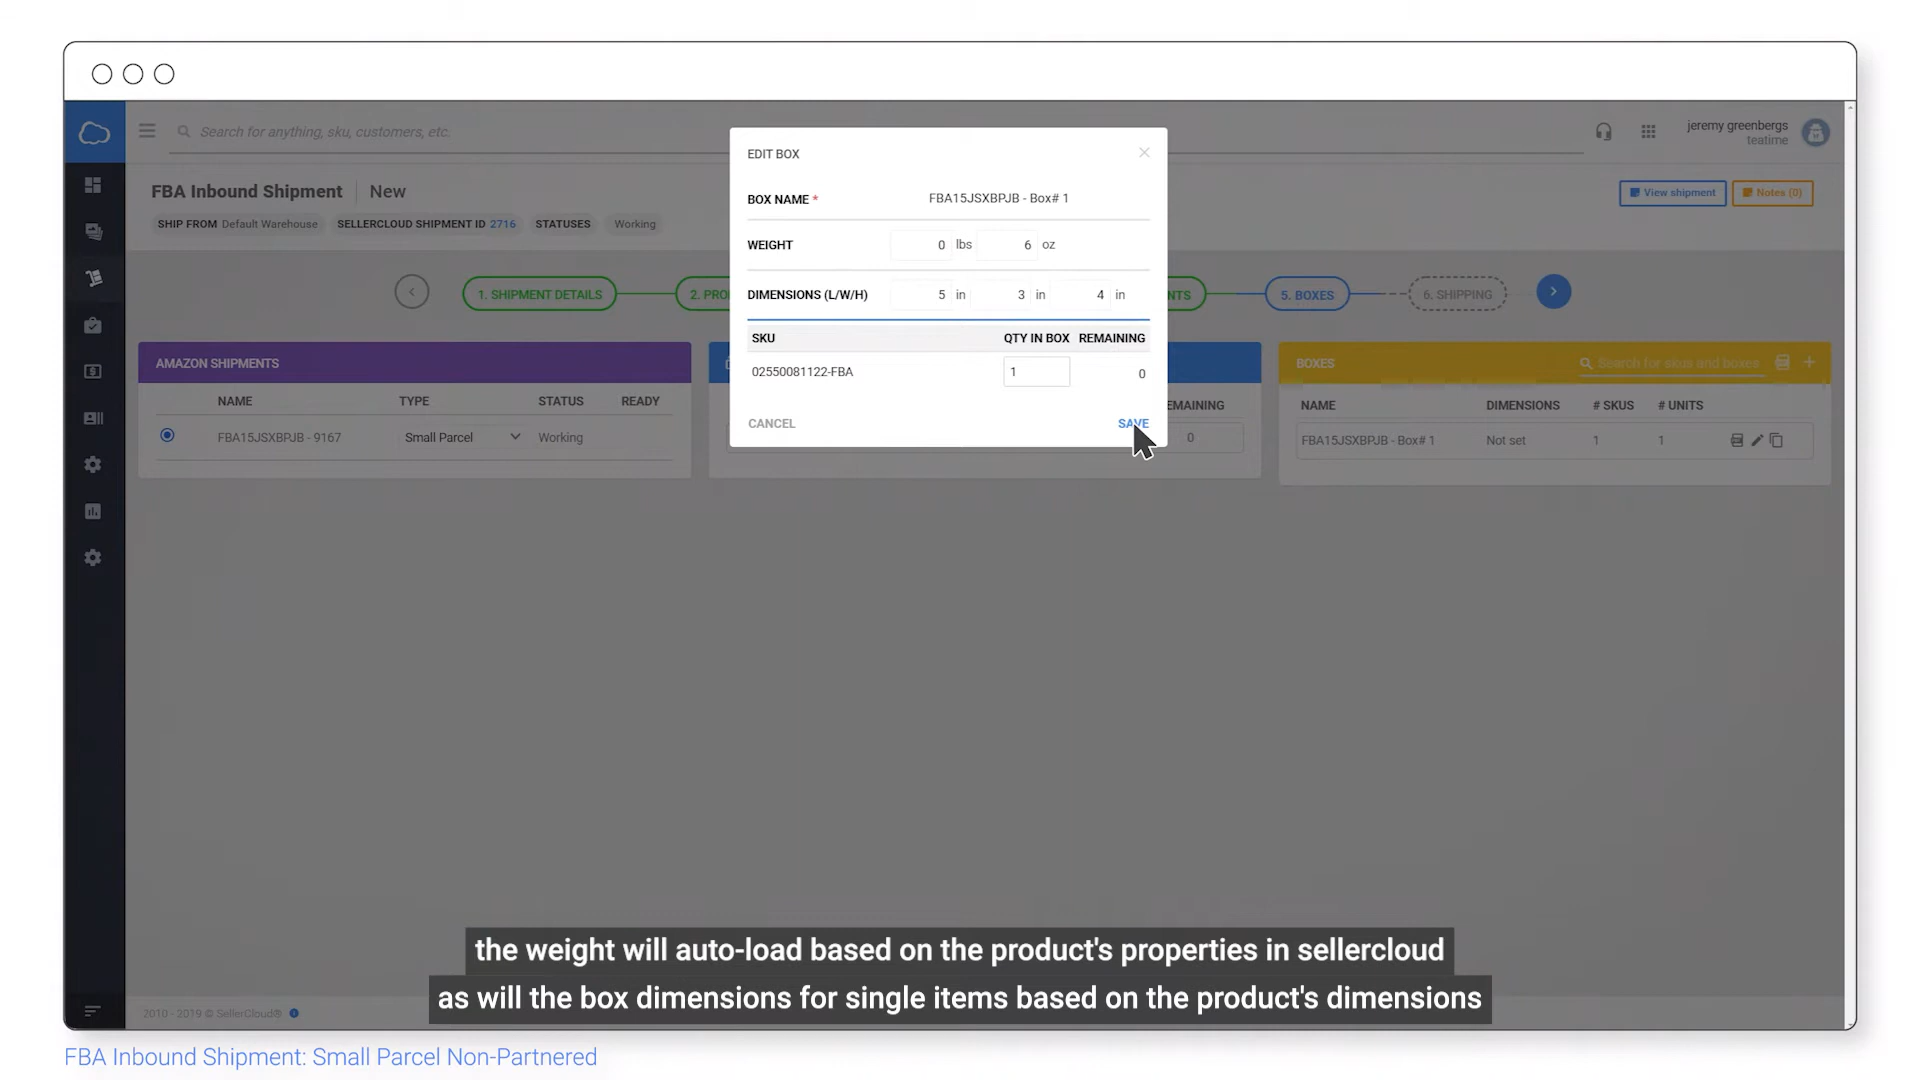 Search for anything, sku, customers, etc.
jeremy greenbergs
teatime
FBA Inbound Shipment | New
View shipment
Notes (0)
SHIP FROM Default Warehouse
SELLERCLOUD SHIPMENT ID 2716
STATUSES
Working
EDIT BOX
BOX NAME * FBA15JSXBPJB - Box# 1
WEIGHT 0 lbs 6 oz
DIMENSIONS (L/W/H) 5 in 3 in 4 in
SKU QTY IN BOX REMAINING
02550081122-FBA 1 0
CANCEL SAVE
1. SHIPMENT DETAILS
2. PRO
NTS
5. BOXES
6. SHIPPING
AMAZON SHIPMENTS
NAME TYPE STATUS READY
FBA15JSXBPJB - 9167 Small Parcel Working
EMAINING
0
BOXES
Search for skus and boxes
NAME DIMENSIONS # SKUS # UNITS
FBA15JSXBPJB - Box# 1 Not set 1 1
the weight will auto-load based on the product's properties in sellercloud
as will the box dimensions for single items based on the product's dimensions
2010 - 2019 © SellerCloud®
FBA Inbound Shipment: Small Parcel Non-Partnered